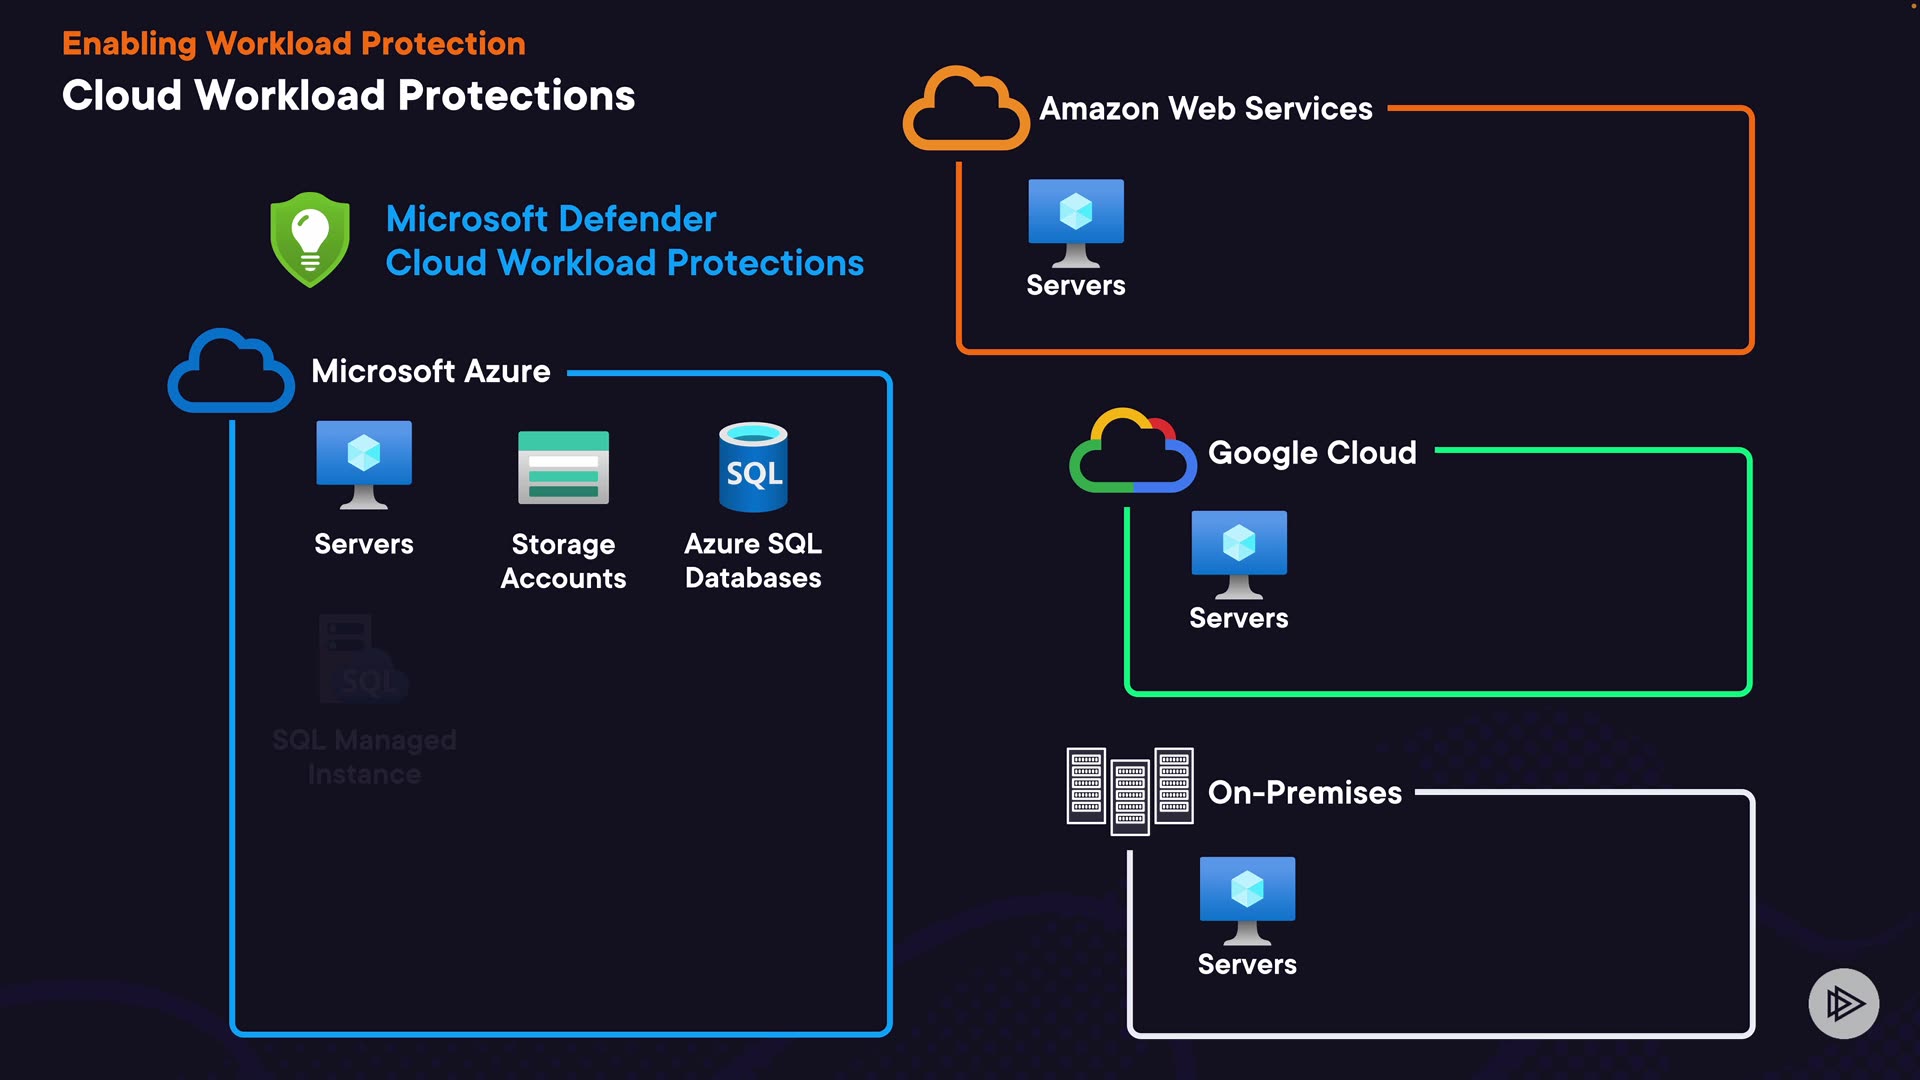 Enabling Workload Protection
Cloud Workload Protections
Microsoft Defender
Cloud Workload Protections
Microsoft Azure
Servers
Storage
Accounts
SQL
Azure SQL
Databases
SQL
SQL Managed
Instance
Amazon Web Services
Servers
Google Cloud
Servers
On-Premises
Servers